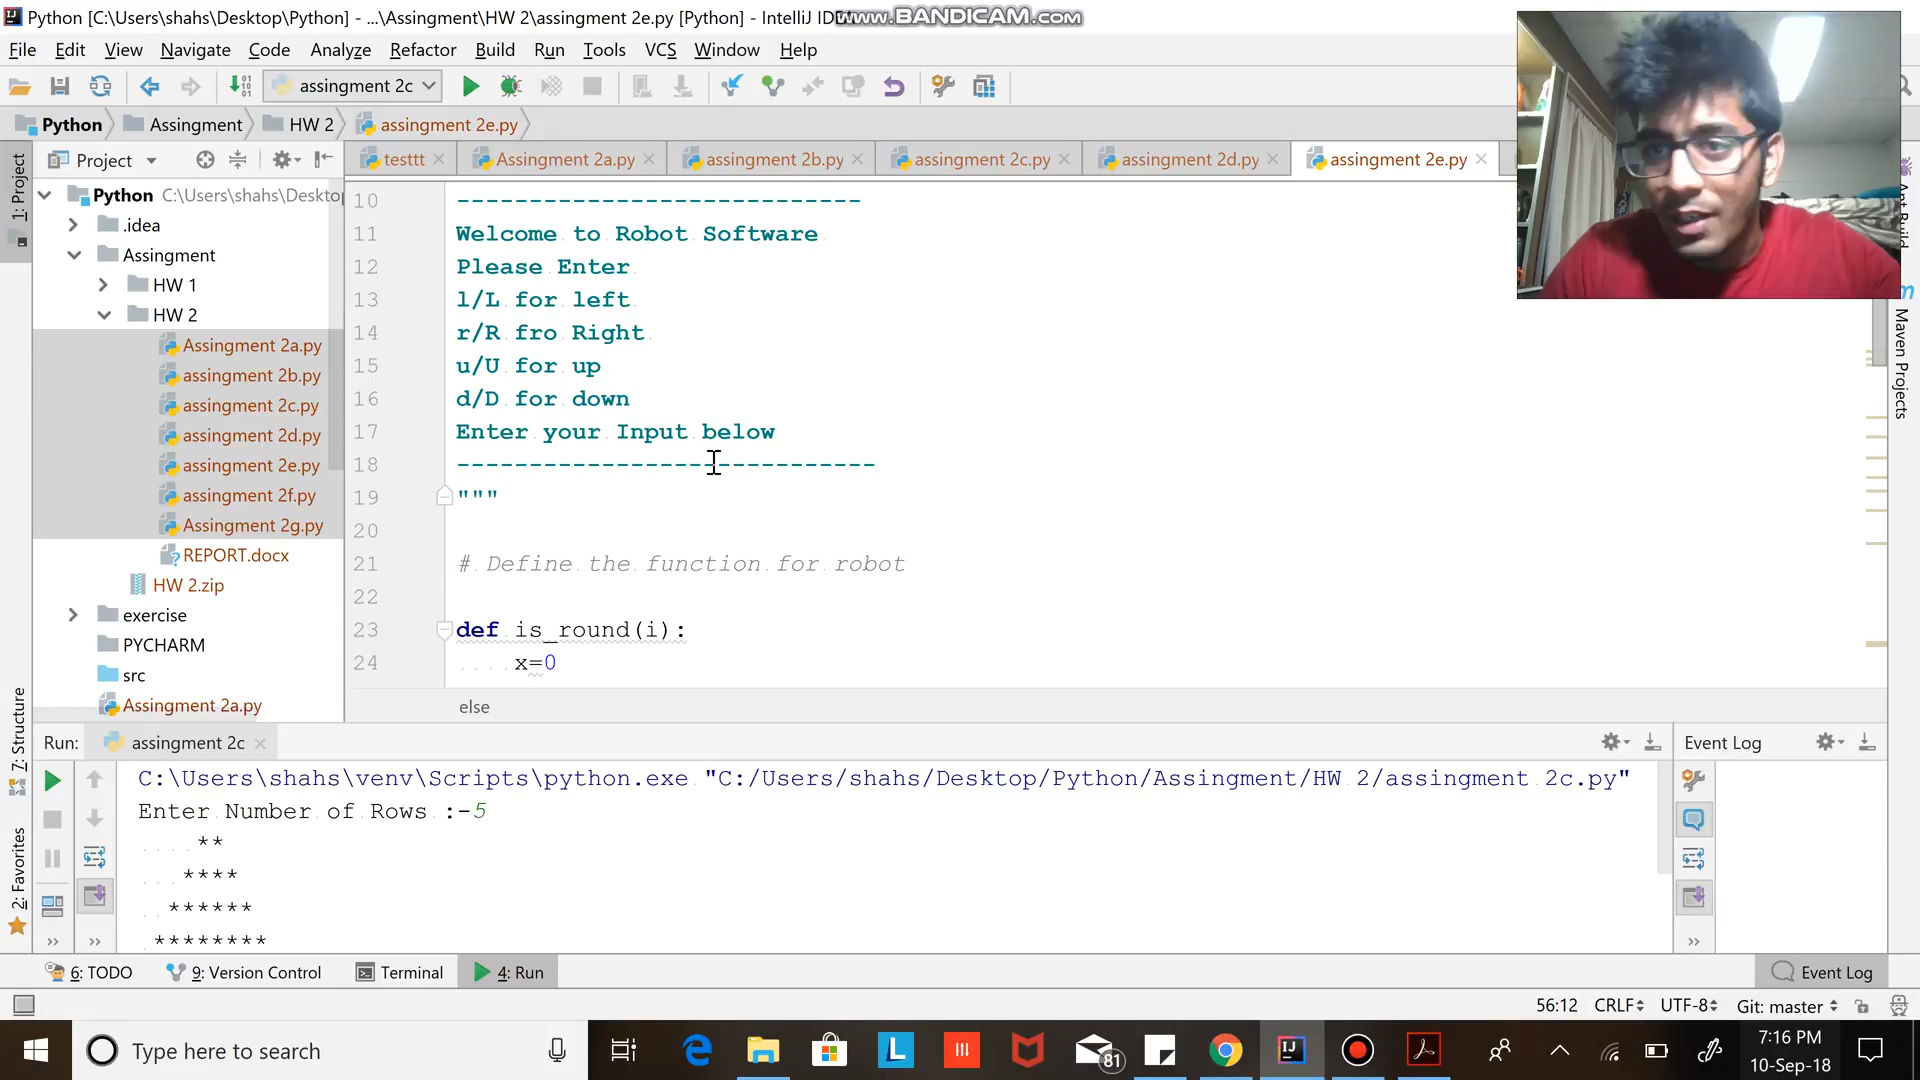 Python [C:\Users\shahs\Desktop\Python] - ...\Assingment\HW 2\assingment 2e.py [Python] - IntelliJ IDEA
www.BANDICAM.com
File Edit View Navigate Code Analyze Refactor Build Run Tools VCS Window Help
assingment 2c
Python Assingment HW 2 assingment 2e.py
Project
testtt Assingment 2a.py assingment 2b.py assingment 2c.py assingment 2d.py assingment 2e.py
1: Project
Python C:\Users\shahs\Deskto
.idea
Assingment
HW 1
HW 2
Assingment 2a.py
assingment 2b.py
assingment 2c.py
assingment 2d.py
assingment 2e.py
assingment 2f.py
Assingment 2g.py
REPORT.docx
HW 2.zip
exercise
PYCHARM
src
Assingment 2a.py
10 ----------------------------
11 Welcome to Robot Software
12 Please Enter
13 l/L for left
14 r/R fro Right
15 u/U for up
16 d/D for down
17 Enter your Input below
18 -----------------------------
19 """
20
21 # Define the function for robot
22
23 def is_round(i):
24 x=0
else
Ant Build
Maven Projects
7: Structure
2: Favorites
Run: assingment 2c
Event Log
C:\Users\shahs\venv\Scripts\python.exe "C:/Users/shahs/Desktop/Python/Assingment/HW 2/assingment 2c.py"
Enter Number of Rows :-5
**
****
******
********
6: TODO 9: Version Control Terminal 4: Run Event Log
56:12 CRLF UTF-8 Git: master
Type here to search
81
7:16 PM
10-Sep-18